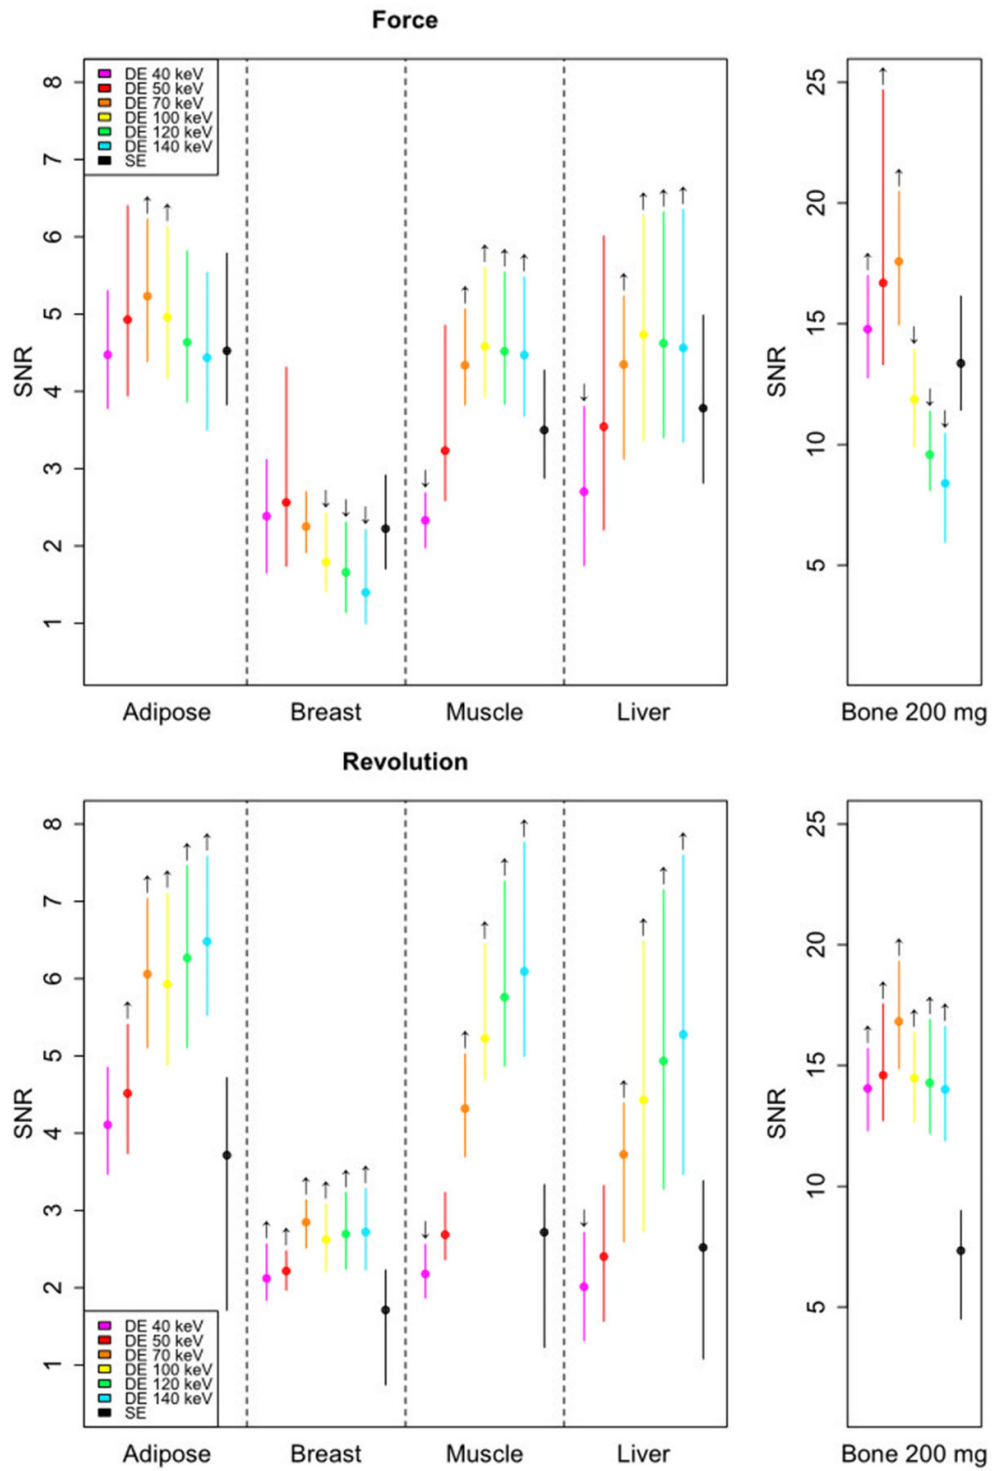 Force
SNR
8
7
6
5
4
3
2
1
DE 40 keV
DE 50 keV
DE 70 keV
DE 100 keV
DE 120 keV
DE 140 keV
SE
Adipose
Breast
Muscle
Liver
SNR
25
20
15
10
5
Bone 200 mg
Revolution
SNR
8
7
6
5
4
3
2
1
DE 40 keV
DE 50 keV
DE 70 keV
DE 100 keV
DE 120 keV
DE 140 keV
SE
Adipose
Breast
Muscle
Liver
SNR
25
20
15
10
5
Bone 200 mg